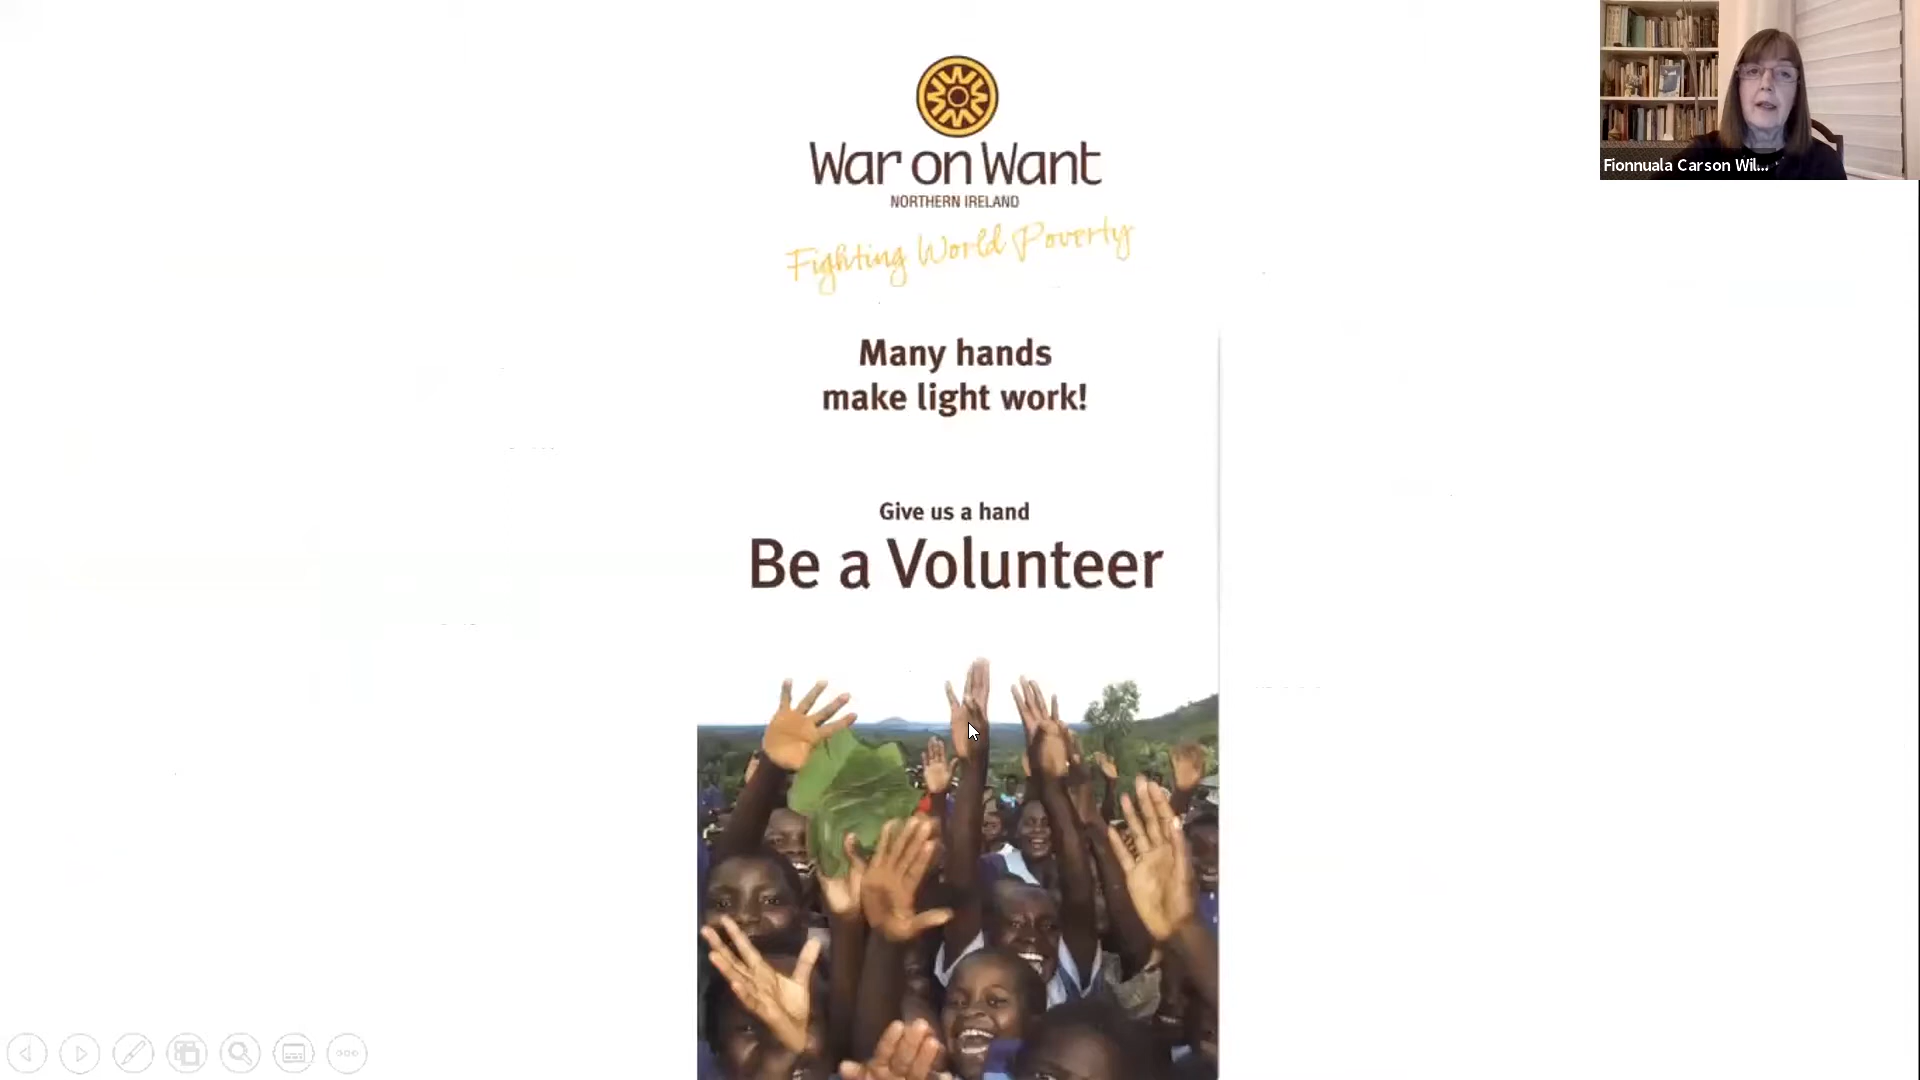 War on Want
NORTHERN IRELAND
Fighting World Poverty
Many hands
make light work!
Give us a hand
Be a Volunteer
Fionnuala Carson Wil...